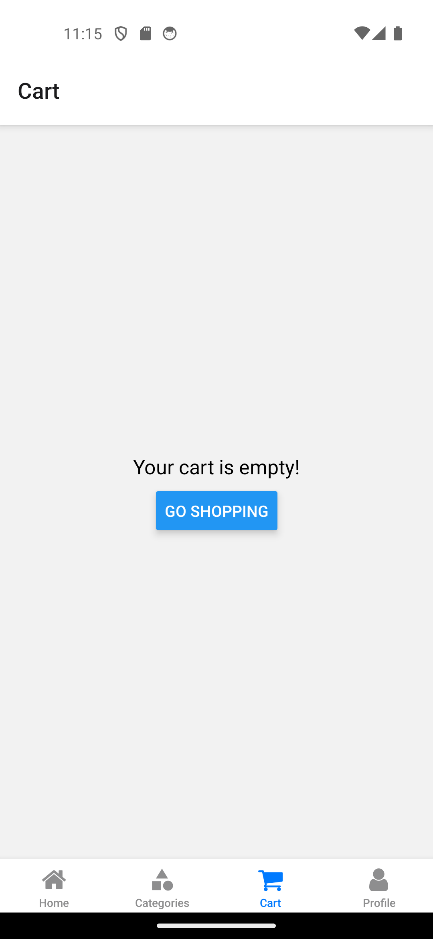 11:15
Cart
Your cart is empty!
GO SHOPPING
Home
Categories
Cart
Profile